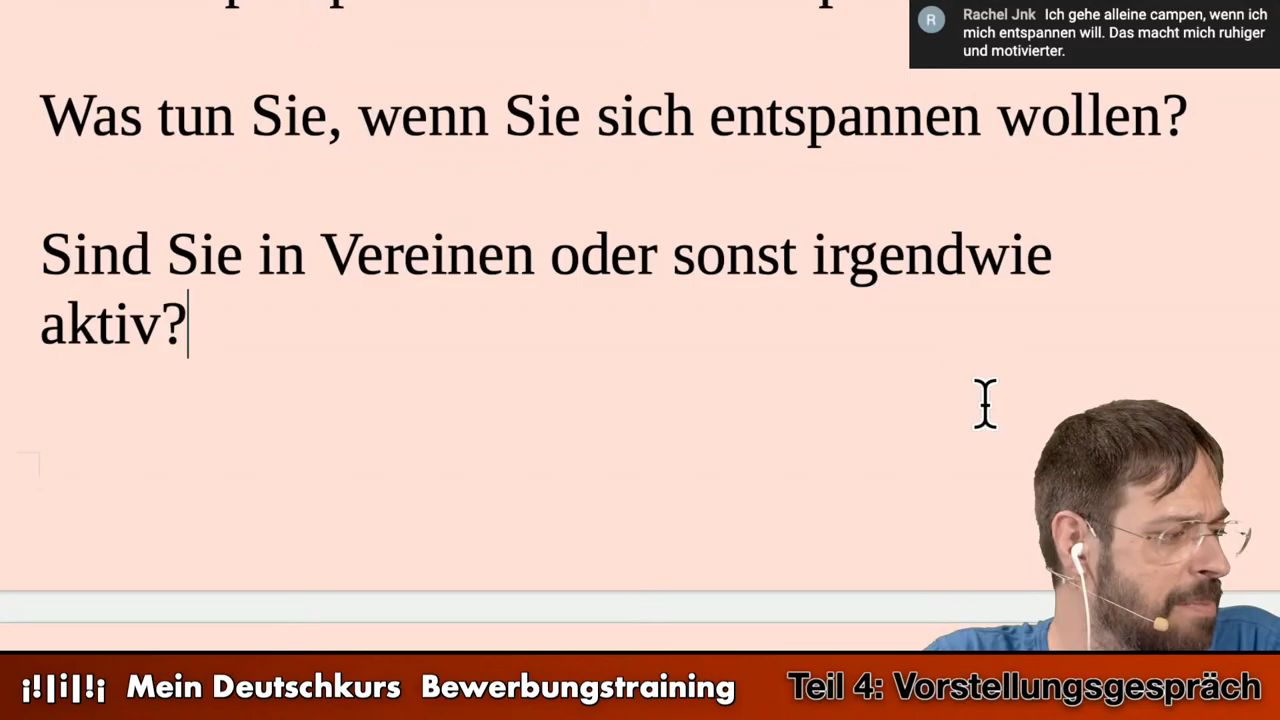 Rachel Jnk Ich gehe alleine campen, wenn ich
mich entspannen will. Das macht mich ruhiger
und motivierter.
R
Was tun Sie, wenn Sie sich entspannen wollen?
Sind Sie in Vereinen oder sonst irgendwie
aktiv?
¡!|i|!¡ Mein Deutschkurs Bewerbungstraining
Teil 4: Vorstellungsgespräch